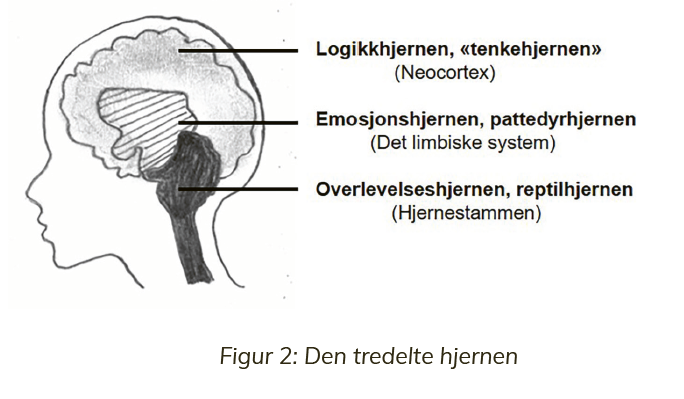 Logikkhjernen, «tenkehjernen»
(Neocortex)
Emosjonshjernen, pattedyrhjernen
(Det limbiske system)
Overlevelseshjernen, reptilhjernen
(Hjernestammen)
Figur 2: Den tredelte hjernen